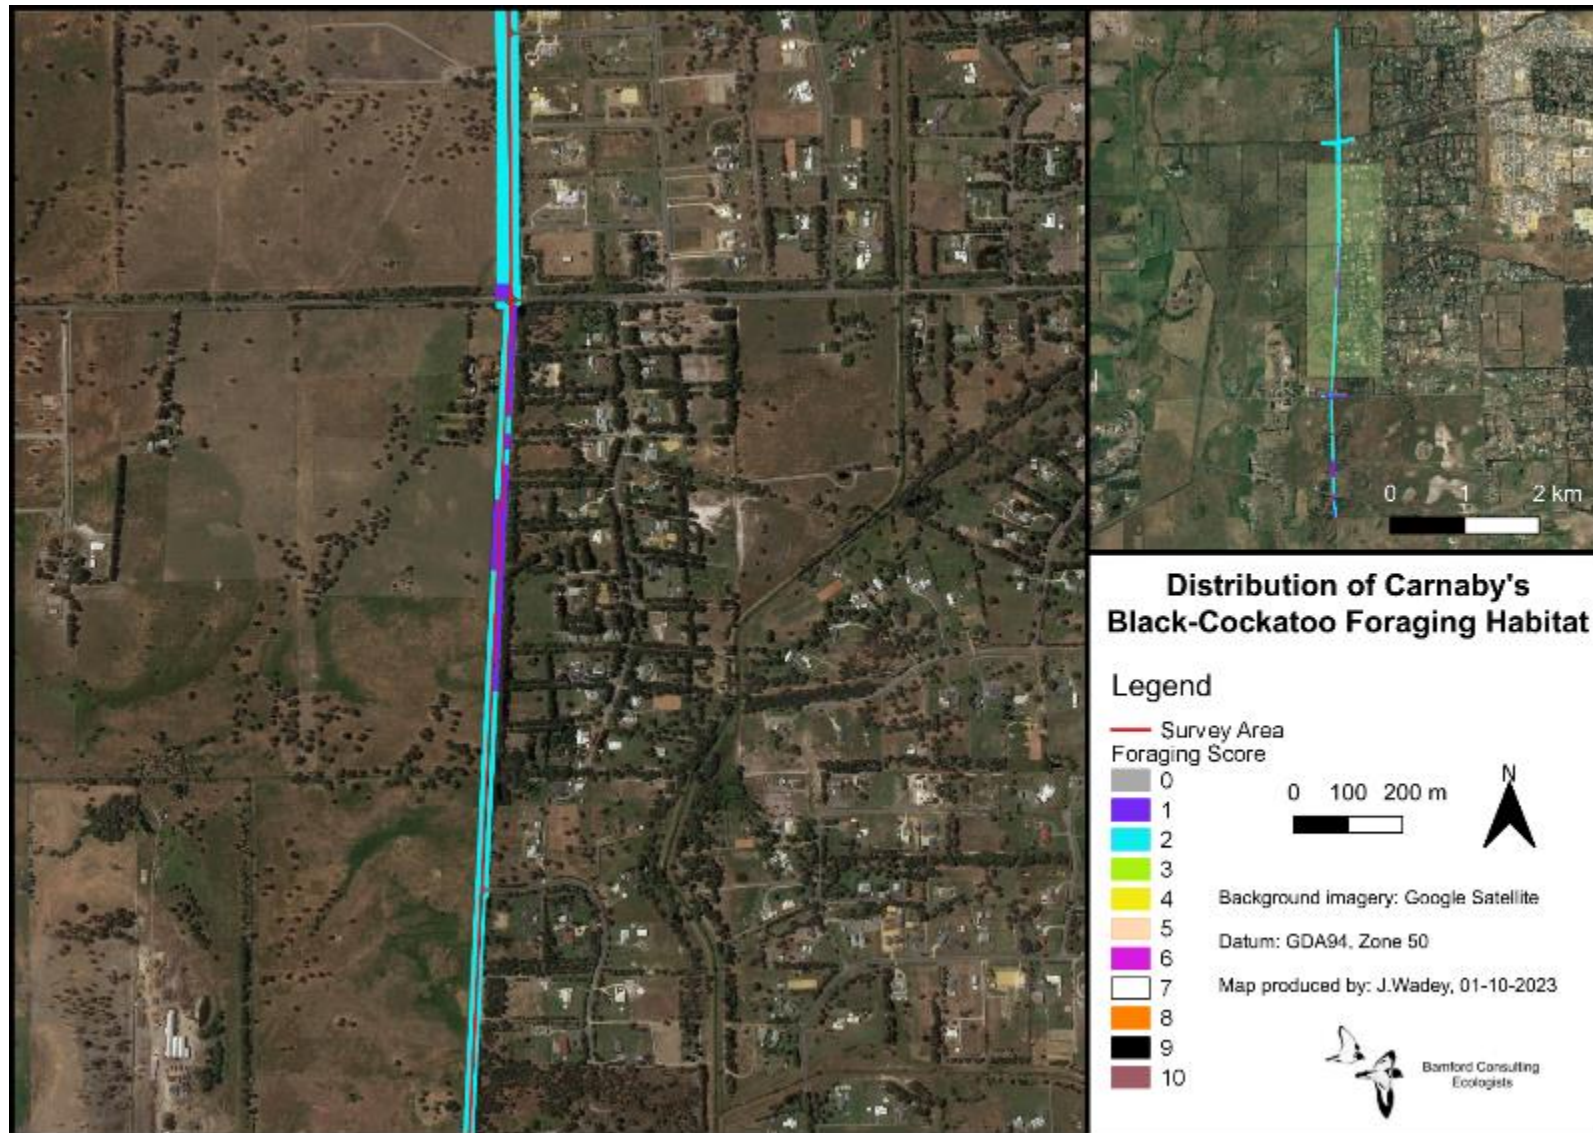 0 1 2 km
Distribution of Carnaby's
Black-Cockatoo Foraging Habitat
Legend
Survey Area
Foraging Score
0
1
2
3
4
5
6
7
8
9
10
0 100 200 m
N
Background imagery: Google Satellite
Datum: GDA94, Zone 50
Map produced by: J.Wadey, 01-10-2023
Bamford Consulting
Ecologists